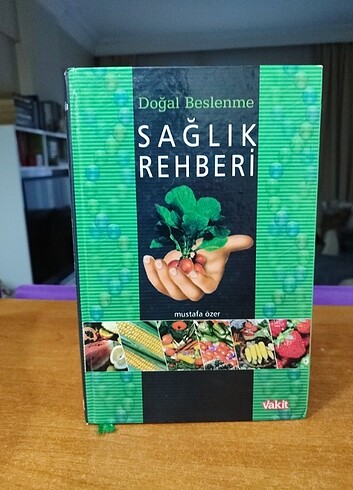 Doğal Beslenme
SAĞLIK
REHBERİ
mustafa özer
Vakit